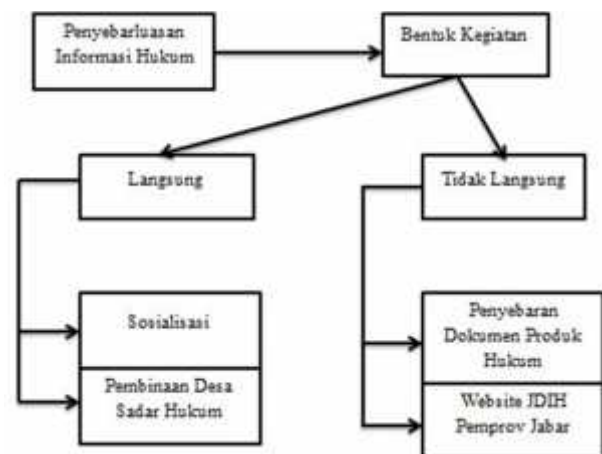 Penyebarluasan
Informasi Hukum
Bentuk Kegiatan
Langsung
Tidak Langsung
Sosialisasi
Pembinaan Desa
Sadar Hukum
Penyebaran
Dokumen Produk
Hukum
Website JDIH
Pemprov Jabar